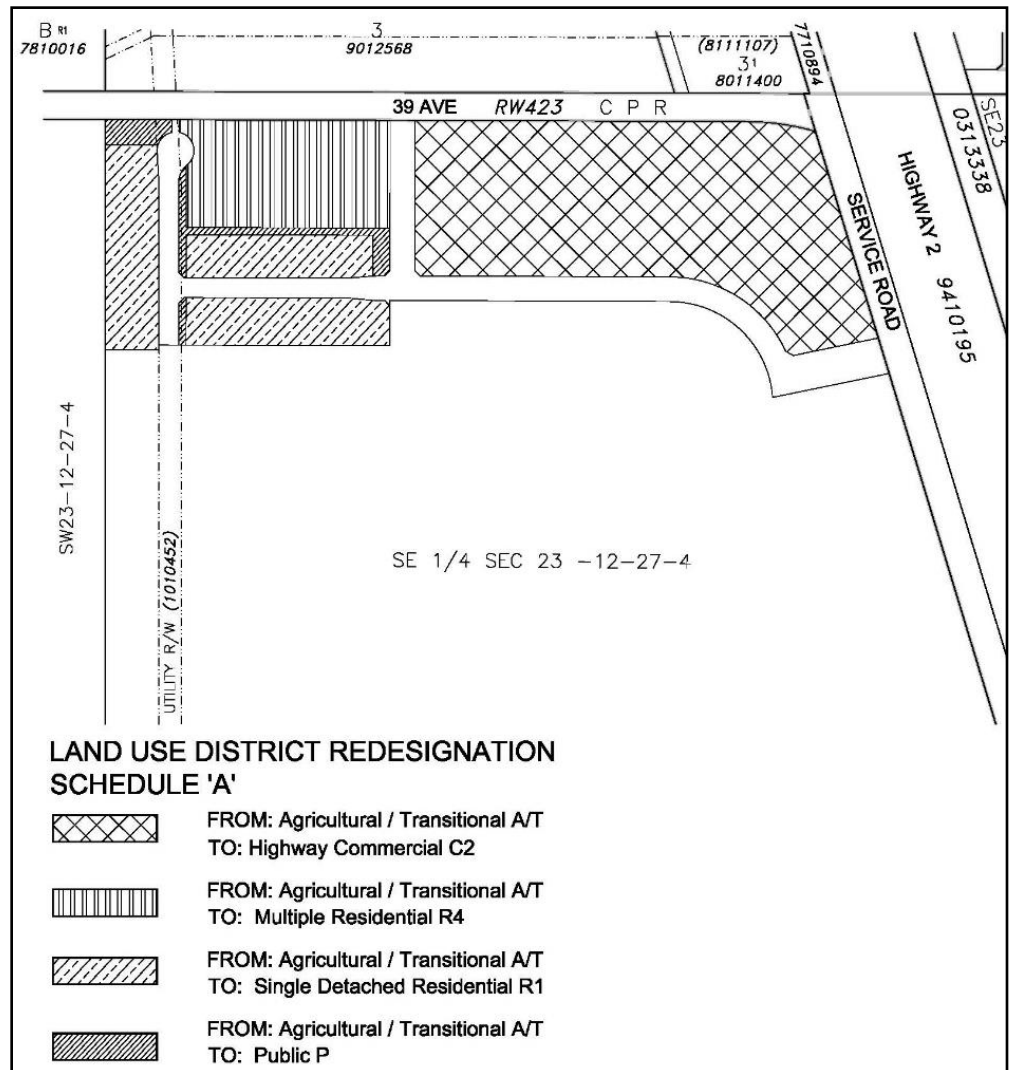 B R1
7810016
3
9012568
(8111107)
3¹
8011400
7710894
39 AVE RW423 C P R
SE23
0313338
HIGHWAY 2 9410195
SERVICE ROAD
SW23-12-27-4
UTILITY R/W (1010452)
SE 1/4 SEC 23 -12-27-4
LAND USE DISTRICT REDESIGNATION
SCHEDULE 'A'
FROM: Agricultural / Transitional A/T
TO: Highway Commercial C2
FROM: Agricultural / Transitional A/T
TO: Multiple Residential R4
FROM: Agricultural / Transitional A/T
TO: Single Detached Residential R1
FROM: Agricultural / Transitional A/T
TO: Public P